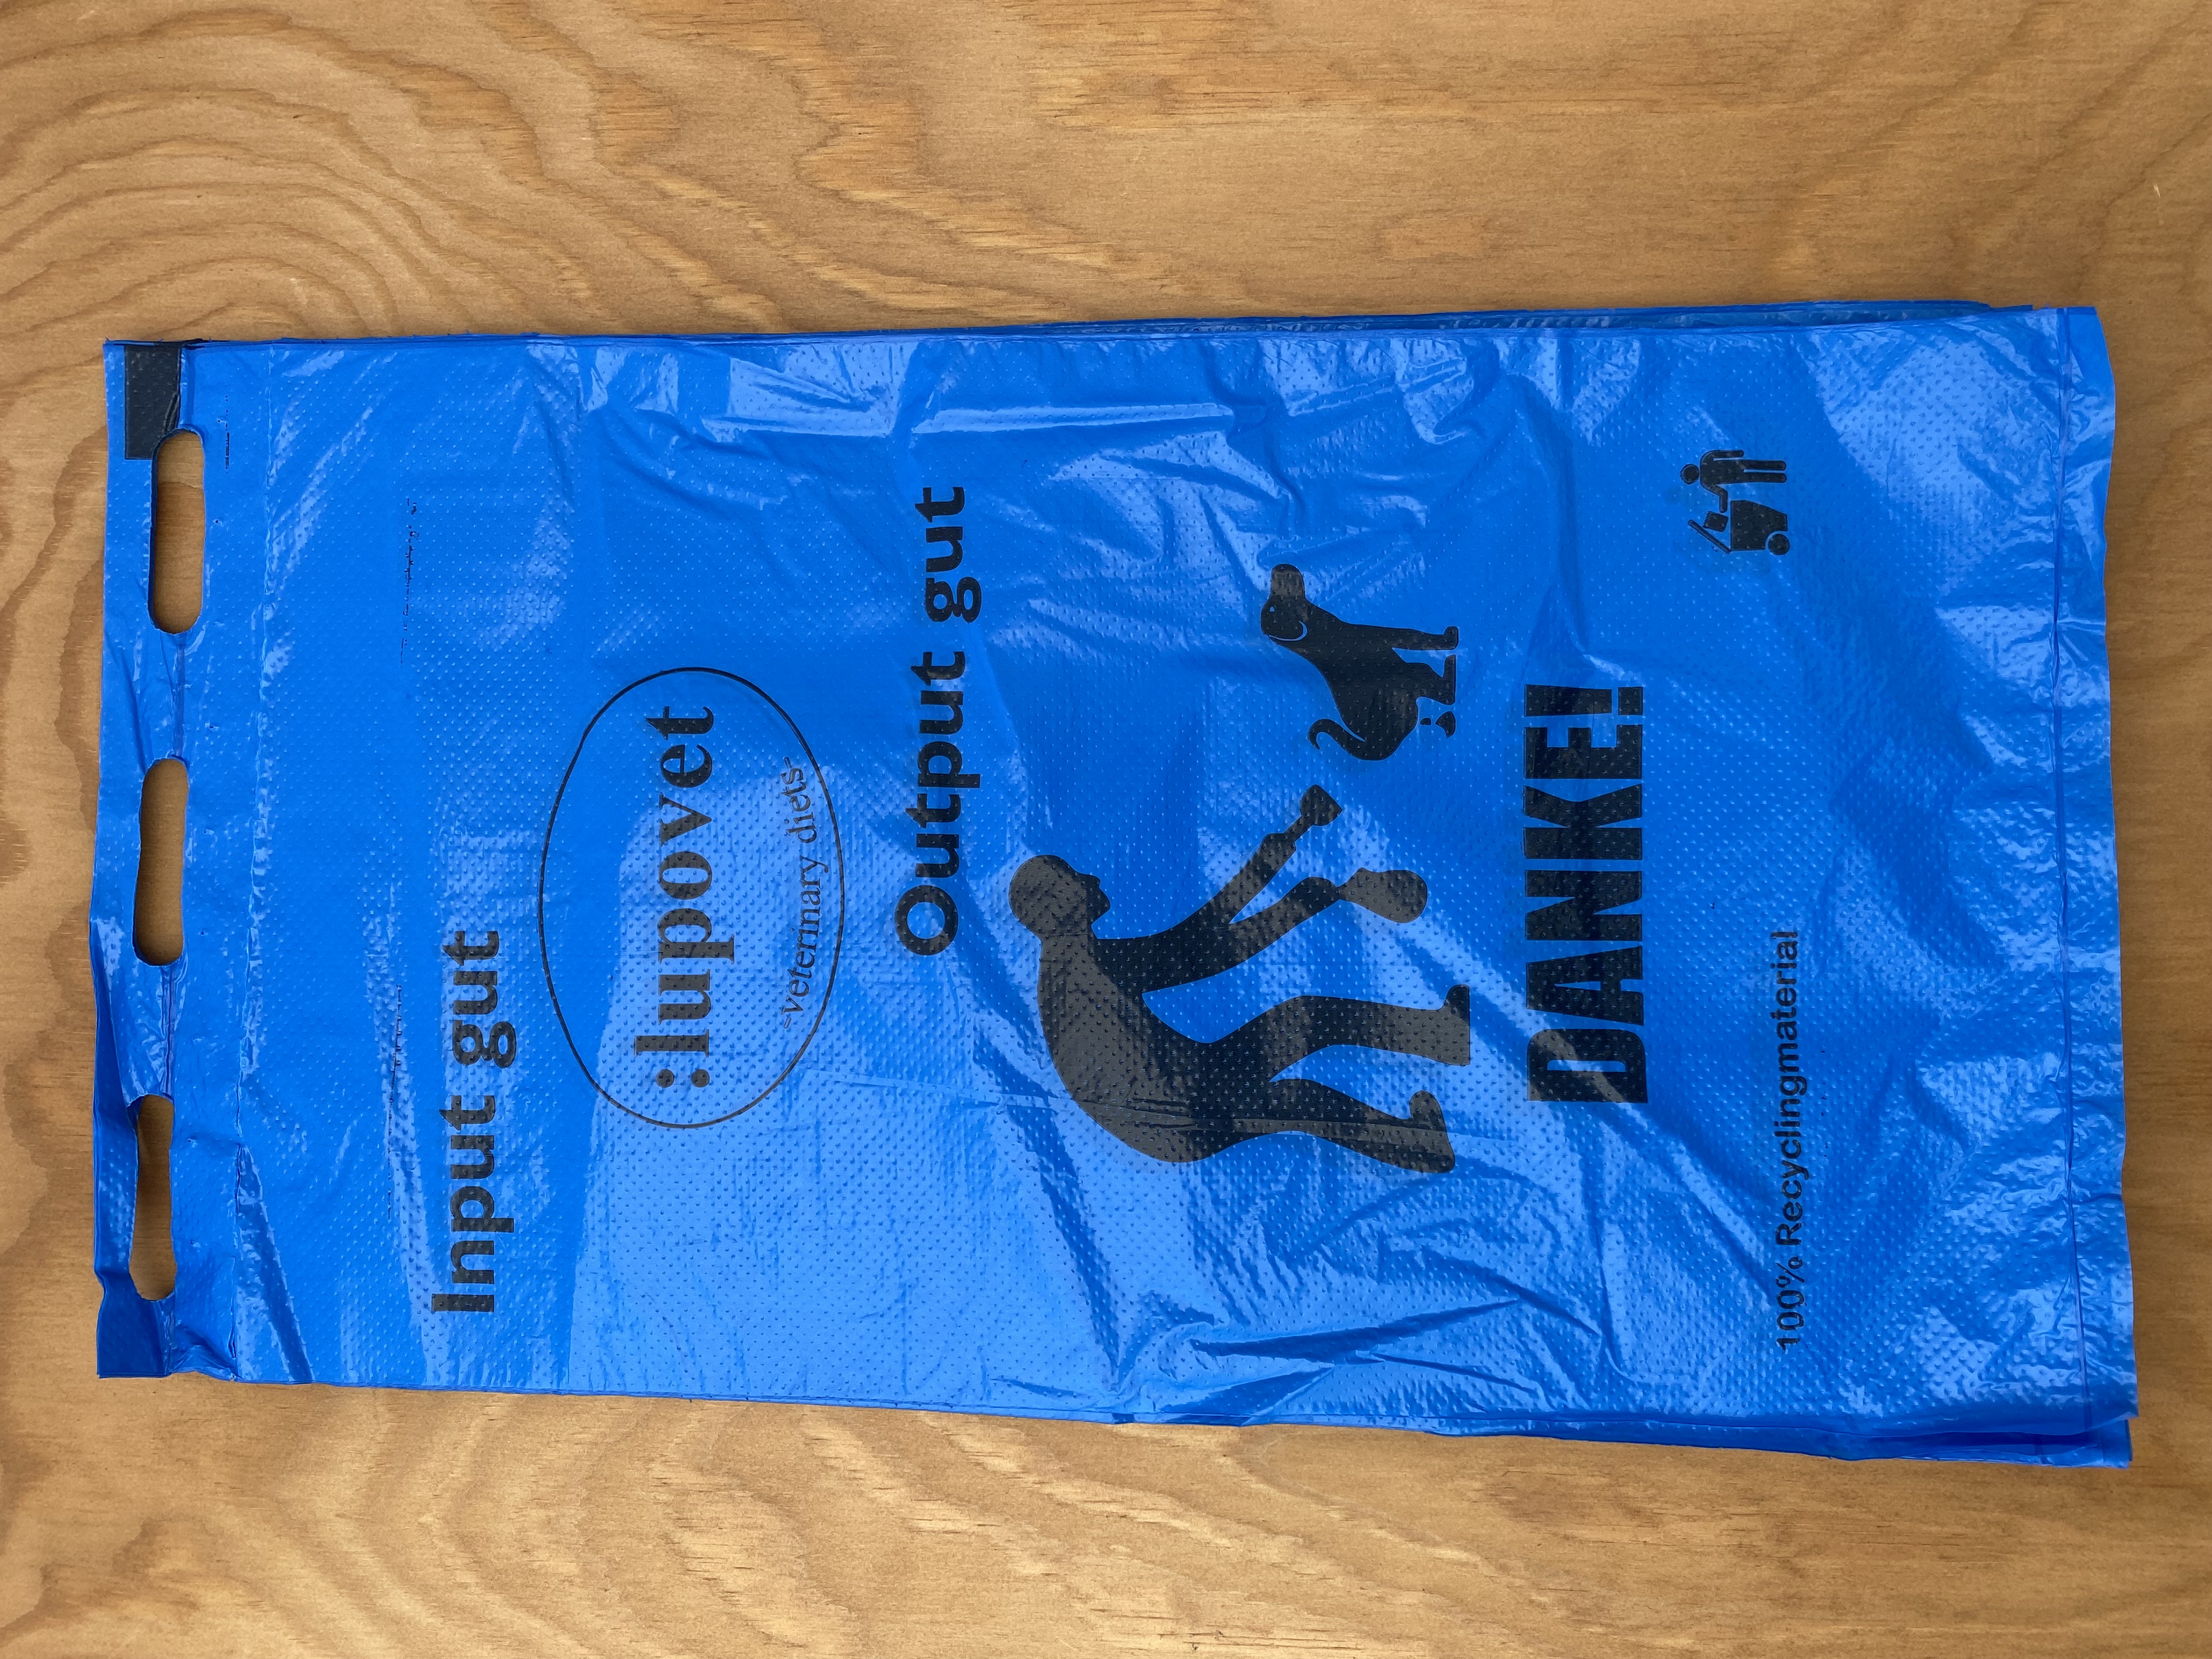 Input gut
:lupovet
-veterinary diets-
Output gut
DANKE!
100% Recyclingmaterial